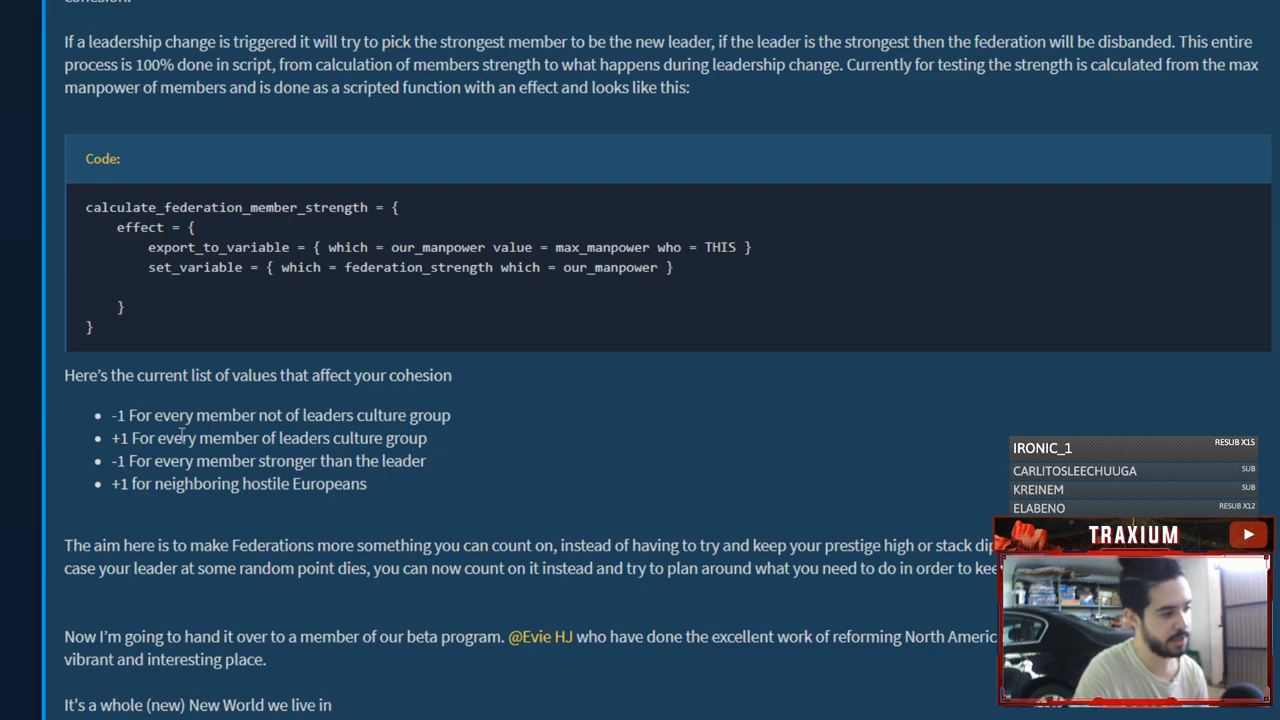 cohesion.
If a leadership change is triggered it will try to pick the strongest member to be the new leader, if the leader is the strongest then the federation will be disbanded. This entire
process is 100% done in script, from calculation of members strength to what happens during leadership change. Currently for testing the strength is calculated from the max
manpower of members and is done as a scripted function with an effect and looks like this:
Code:
calculate_federation_member_strength = {
effect = {
export_to_variable = { which = our_manpower value = max_manpower who = THIS }
set_variable = { which = federation_strength which = our_manpower }
}
}
Here's the current list of values that affect your cohesion
• -1 For every member not of leaders culture group
• +1 For every member of leaders culture group
• -1 For every member stronger than the leader
• +1 for neighboring hostile Europeans
IRONIC_1 RESUB X15
CARLITOSLEECHUUGA SUB
KREINEM SUB
ELABENO RESUB X12
TRAXIUM
The aim here is to make Federations more something you can count on, instead of having to try and keep your prestige high or stack dip
case your leader at some random point dies, you can now count on it instead and try to plan around what you need to do in order to kee
Now I'm going to hand it over to a member of our beta program. @Evie HJ who have done the excellent work of reforming North Americ
vibrant and interesting place.
It's a whole (new) New World we live in